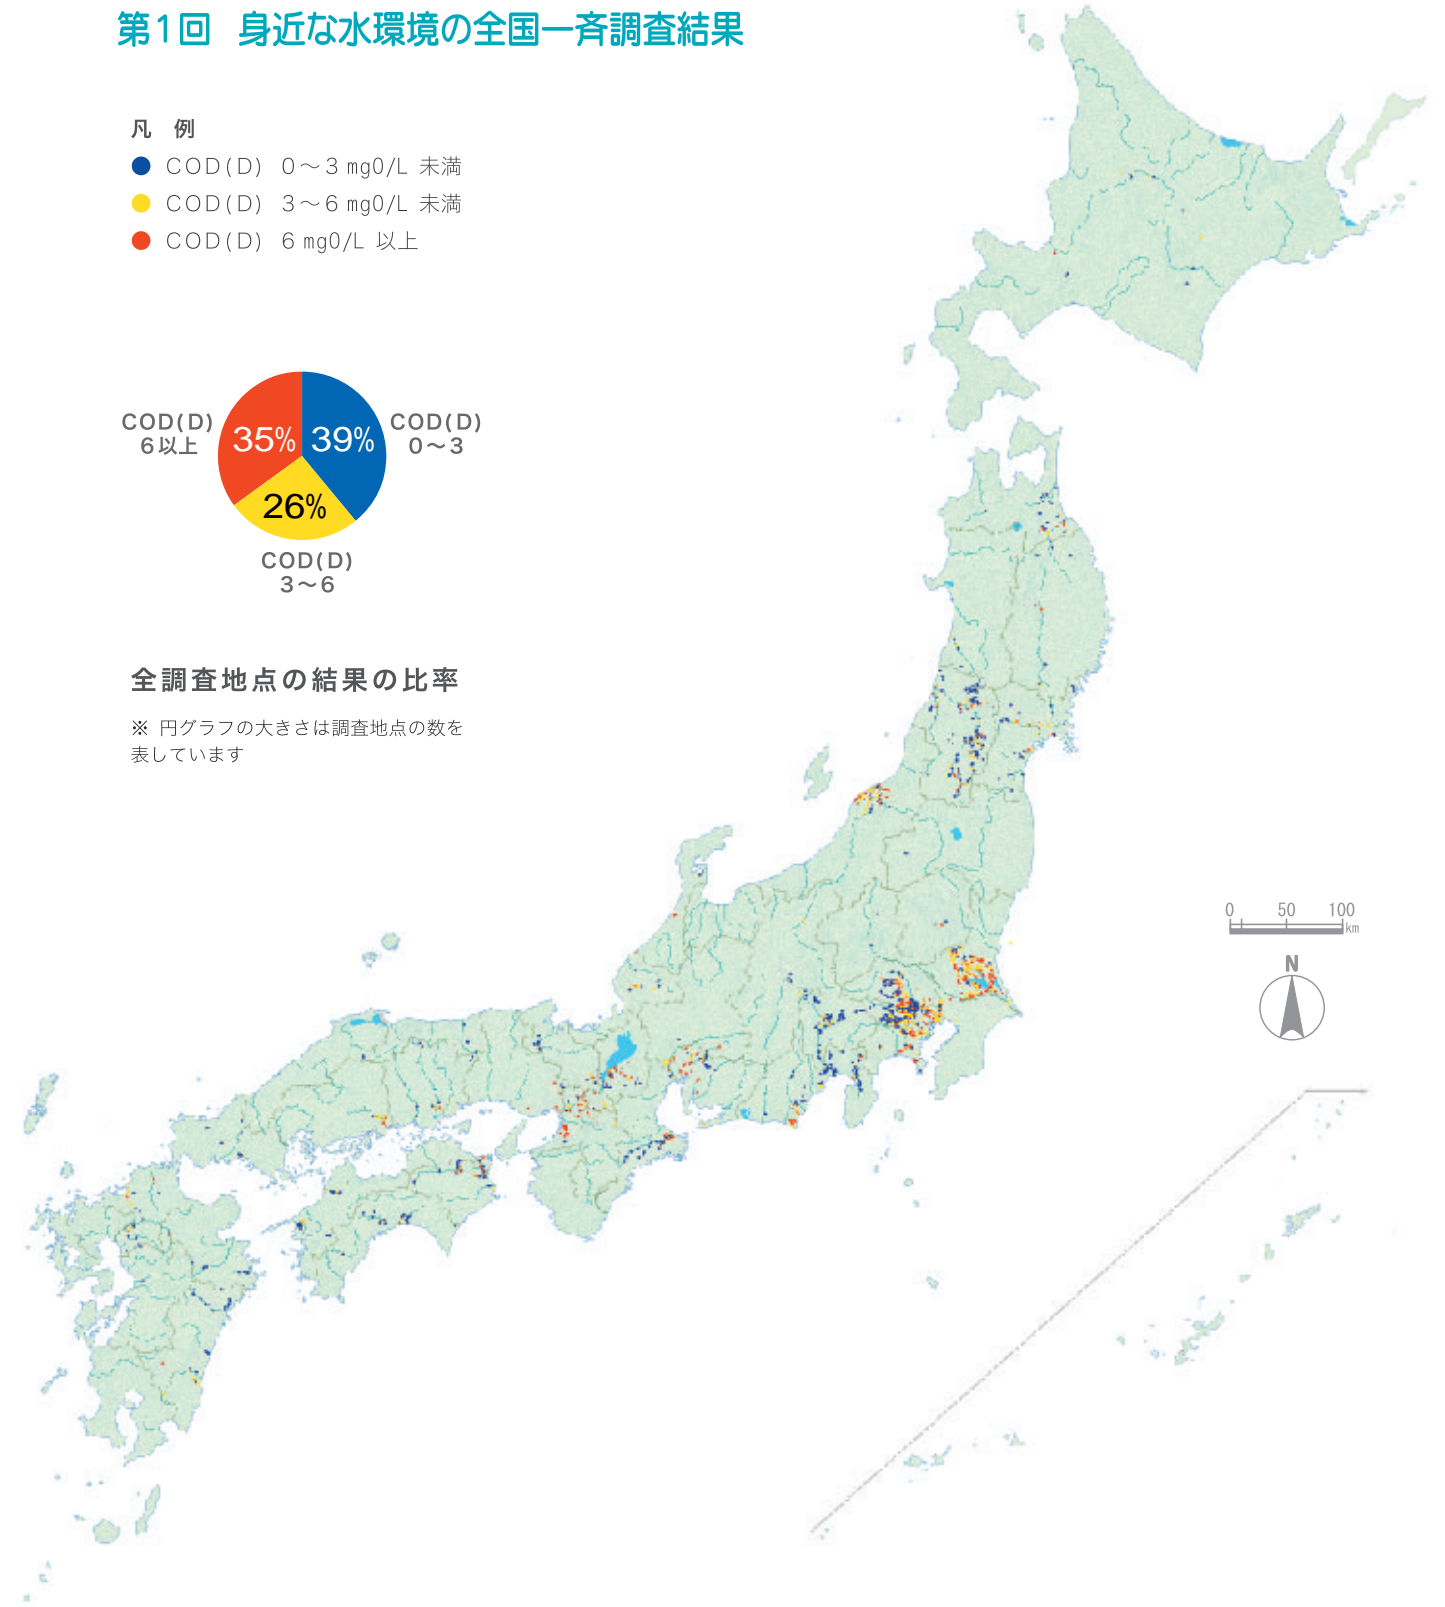 第1回 身近な水環境の全国一斉調査結果
凡 例
COD(D) 0～3 mgO/L 未満
COD(D) 3～6 mgO/L 未満
COD(D) 6 mgO/L 以上
COD(D)
6以上
35%
39%
COD(D)
0～3
26%
COD(D)
3～6
全調査地点の結果の比率
※ 円グラフの大きさは調査地点の数を
表しています
0 50 100
km
N